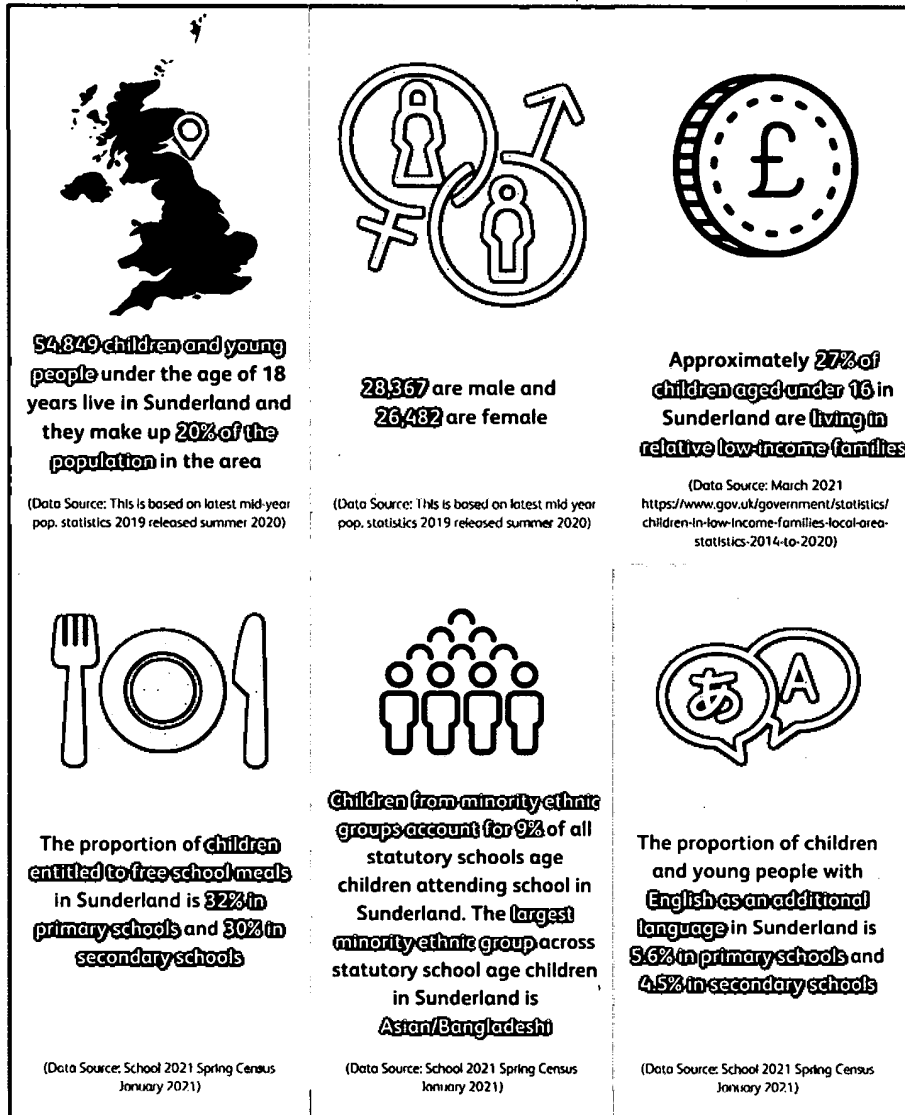 54,849 children and young
people under the age of 18
years live in Sunderland and
they make up 20% of the
population in the area
(Data Source: This is based on latest mid-year
pop. statistics 2019 released summer 2020)
28,367 are male and
26,482 are female
(Data Source: This is based on latest mid year
pop. statistics 2019 released summer 2020)
£
Approximately 27% of
children aged under 16 in
Sunderland are living in
relative low-income families
(Data Source: March 2021
https://www.gov.uk/government/statistics/
children-in-low-income-families-local-area-
statistics-2014-to-2020)
The proportion of children
entitled to free school meals
in Sunderland is 32% in
primary schools and 30% in
secondary schools
(Data Source: School 2021 Spring Census
January 2021)
Children from minority ethnic
groups account for 9% of all
statutory schools age
children attending school in
Sunderland. The largest
minority ethnic group across
statutory school age children
in Sunderland is
Asian/Bangladeshi
(Data Source: School 2021 Spring Census
January 2021)
あ A
The proportion of children
and young people with
English as an additional
language in Sunderland is
5.6% in primary schools and
4.5% in secondary schools
(Data Source: School 2021 Spring Census
January 2021)